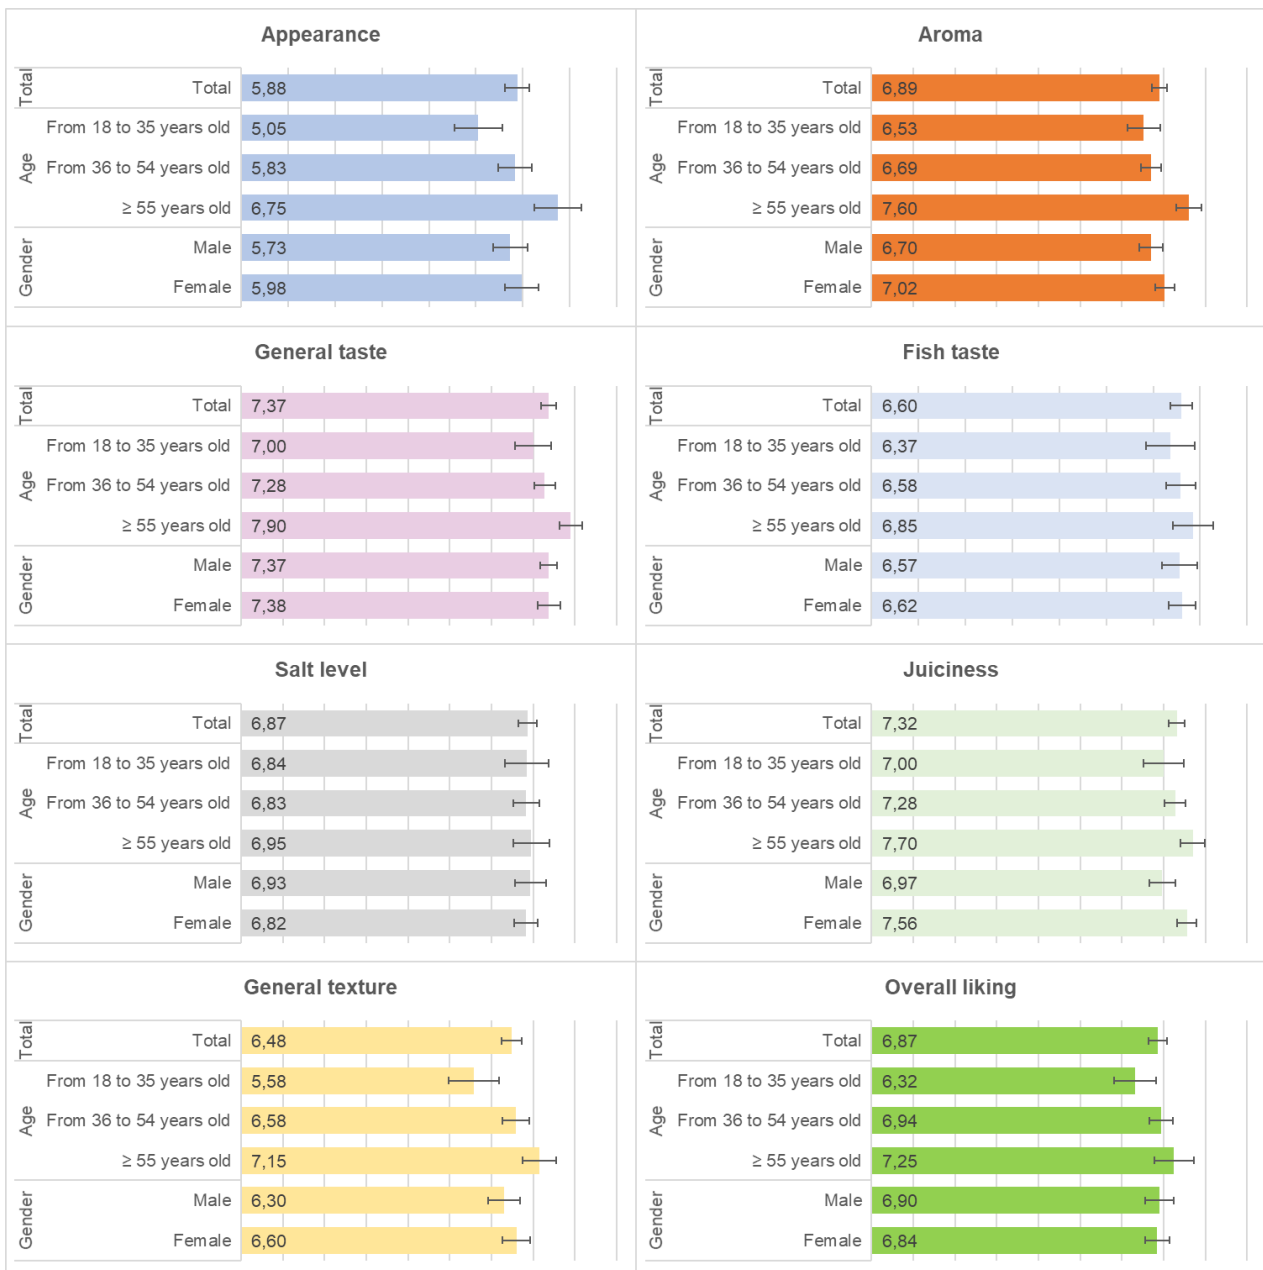 Appearance
Total
Total 5,88
Age
From 18 to 35 years old 5,05
From 36 to 54 years old 5,83
≥ 55 years old 6,75
Gender
Male 5,73
Female 5,98
Aroma
Total
Total 6,89
Age
From 18 to 35 years old 6,53
From 36 to 54 years old 6,69
≥ 55 years old 7,60
Gender
Male 6,70
Female 7,02
General taste
Total
Total 7,37
Age
From 18 to 35 years old 7,00
From 36 to 54 years old 7,28
≥ 55 years old 7,90
Gender
Male 7,37
Female 7,38
Fish taste
Total
Total 6,60
Age
From 18 to 35 years old 6,37
From 36 to 54 years old 6,58
≥ 55 years old 6,85
Gender
Male 6,57
Female 6,62
Salt level
Total
Total 6,87
Age
From 18 to 35 years old 6,84
From 36 to 54 years old 6,83
≥ 55 years old 6,95
Gender
Male 6,93
Female 6,82
Juiciness
Total
Total 7,32
Age
From 18 to 35 years old 7,00
From 36 to 54 years old 7,28
≥ 55 years old 7,70
Gender
Male 6,97
Female 7,56
General texture
Total
Total 6,48
Age
From 18 to 35 years old 5,58
From 36 to 54 years old 6,58
≥ 55 years old 7,15
Gender
Male 6,30
Female 6,60
Overall liking
Total
Total 6,87
Age
From 18 to 35 years old 6,32
From 36 to 54 years old 6,94
≥ 55 years old 7,25
Gender
Male 6,90
Female 6,84